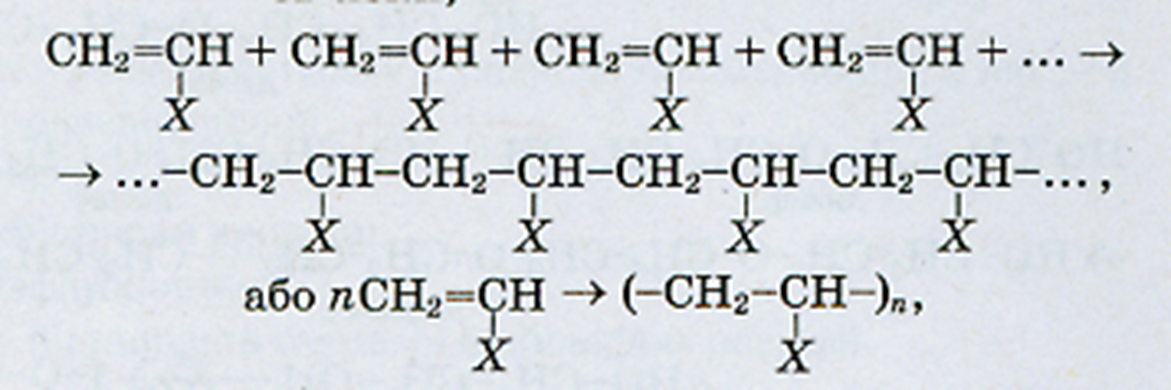 CH₂=CH + CH₂=CH + CH₂=CH + CH₂=CH + ... →
X X X X
→ ...–CH₂–CH–CH₂–CH–CH₂–CH–CH₂–CH–... ,
X X X X
або nCH₂=CH → (–CH₂–CH–)ₙ,
X X